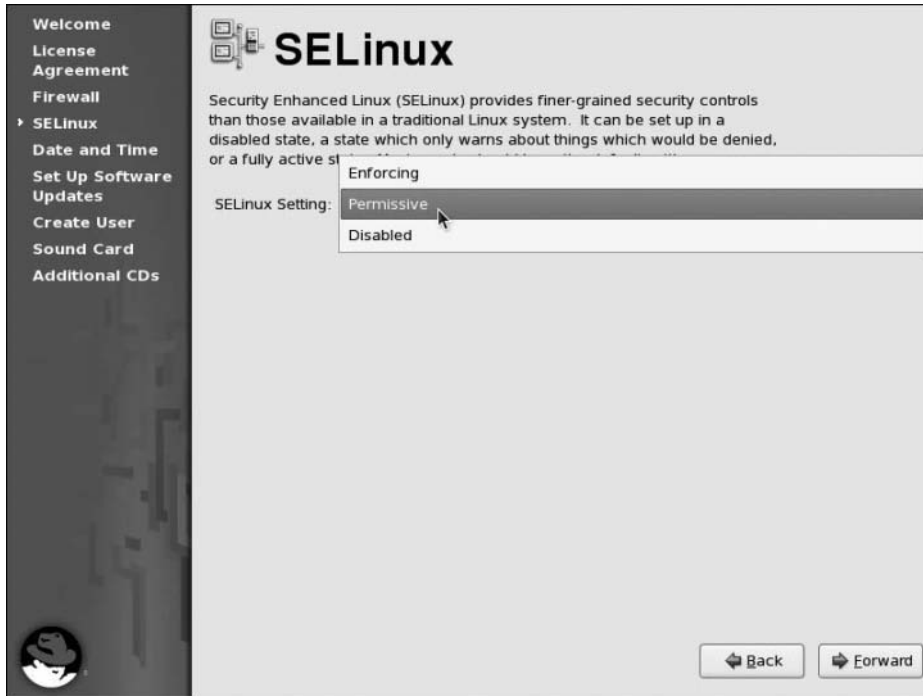 Welcome
License
Agreement
Firewall
SELinux
Date and Time
Set Up Software
Updates
Create User
Sound Card
Additional CDs
SELinux
Security Enhanced Linux (SELinux) provides finer-grained security controls
than those available in a traditional Linux system. It can be set up in a
disabled state, a state which only warns about things which would be denied,
or a fully active
Enforcing
SELinux Setting: Permissive
Disabled
Back
Forward